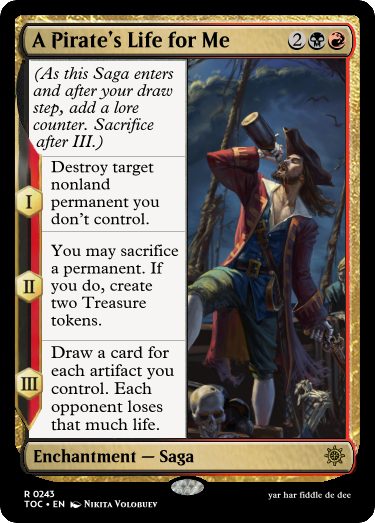 A Pirate's Life for Me 2
(As this Saga enters
and after your draw
step, add a lore
counter. Sacrifice
after III.)
I
Destroy target
nonland
permanent you
don't control.
II
You may sacrifice
a permanent. If
you do, create
two Treasure
tokens.
III
Draw a card for
each artifact you
control. Each
opponent loses
that much life.
Enchantment — Saga
R 0243
TOC • EN Nikita Volobuev
yar har fiddle de dee